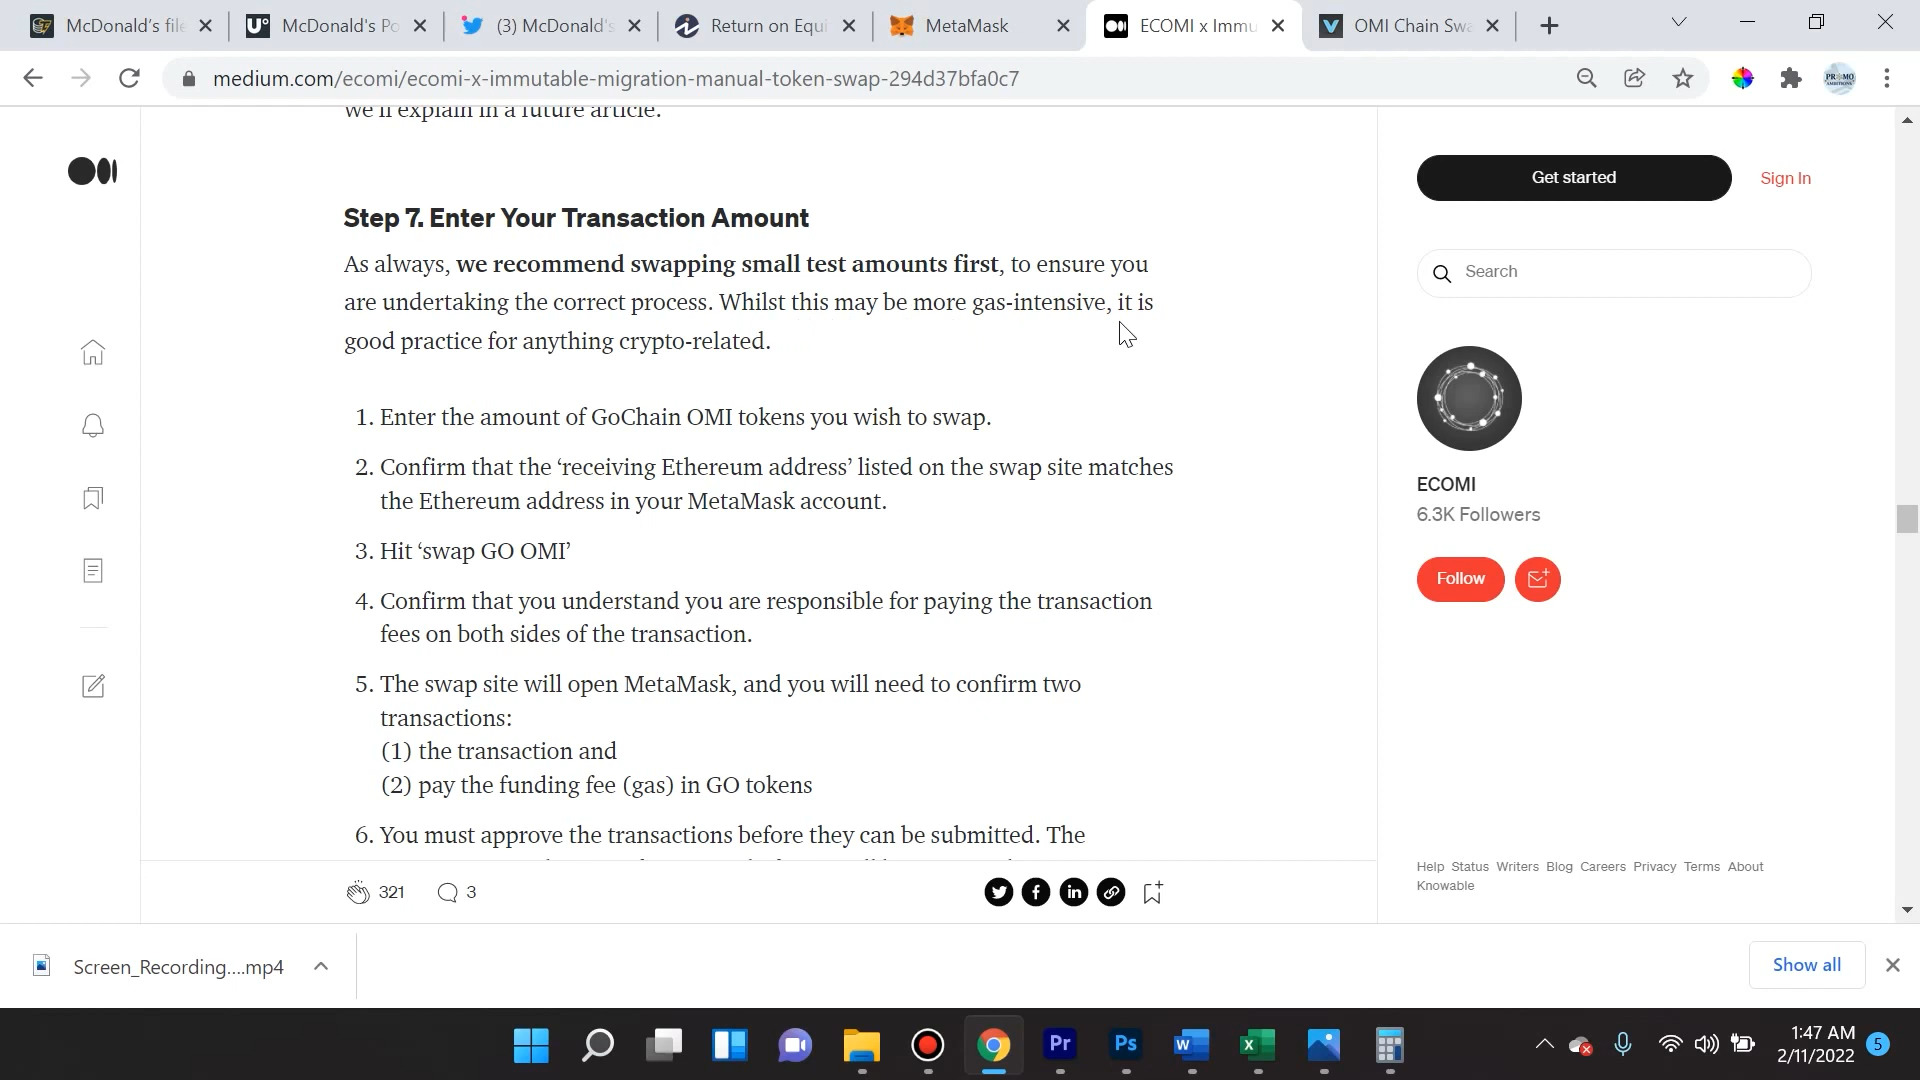 McDonald's file
McDonald's Po
(3) McDonald's
Return on Equi
MetaMask
ECOMI x Immu
OMI Chain Swa
medium.com/ecomi/ecomi-x-immutable-migration-manual-token-swap-294d37bfa0c7
we'll explain in a future article.
Step 7. Enter Your Transaction Amount
As always, we recommend swapping small test amounts first, to ensure you
are undertaking the correct process. Whilst this may be more gas-intensive, it is
good practice for anything crypto-related.
1. Enter the amount of GoChain OMI tokens you wish to swap.
2. Confirm that the ‘receiving Ethereum address’ listed on the swap site matches
the Ethereum address in your MetaMask account.
3. Hit ‘swap GO OMI’
4. Confirm that you understand you are responsible for paying the transaction
fees on both sides of the transaction.
5. The swap site will open MetaMask, and you will need to confirm two
transactions:
(1) the transaction and
(2) pay the funding fee (gas) in GO tokens
6. You must approve the transactions before they can be submitted. The
321
3
Get started
Sign In
Search
ECOMI
6.3K Followers
Follow
Help Status Writers Blog Careers Privacy Terms About
Knowable
Screen_Recording....mp4
Show all
Pr
Ps
W
X
1:47 AM
2/11/2022
5